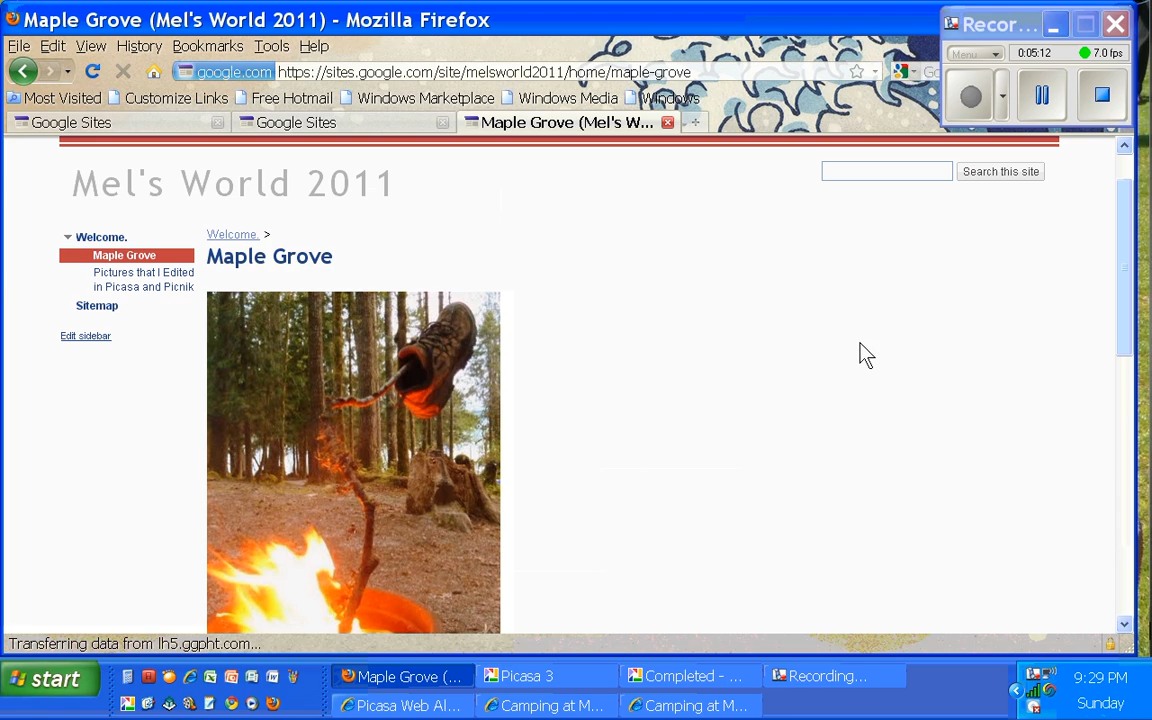 Maple Grove (Mel's World 2011) - Mozilla Firefox
Recor...
File Edit View History Bookmarks Tools Help
Menu 0:05:12 7.0 fps
google.com https://sites.google.com/site/melsworld2011/home/maple-grove
Most Visited Customize Links Free Hotmail Windows Marketplace Windows Media Windows
Google Sites Google Sites Maple Grove (Mel's W...
Mel's World 2011
Search this site
Welcome.
Welcome. >
Maple Grove
Maple Grove
Pictures that I Edited
in Picasa and Picnik
Sitemap
Edit sidebar
Transferring data from lh5.ggpht.com...
start
Maple Grove (... Picasa 3 Completed - ... Recording...
9:29 PM
Picasa Web Al... Camping at M... Camping at M...
Sunday